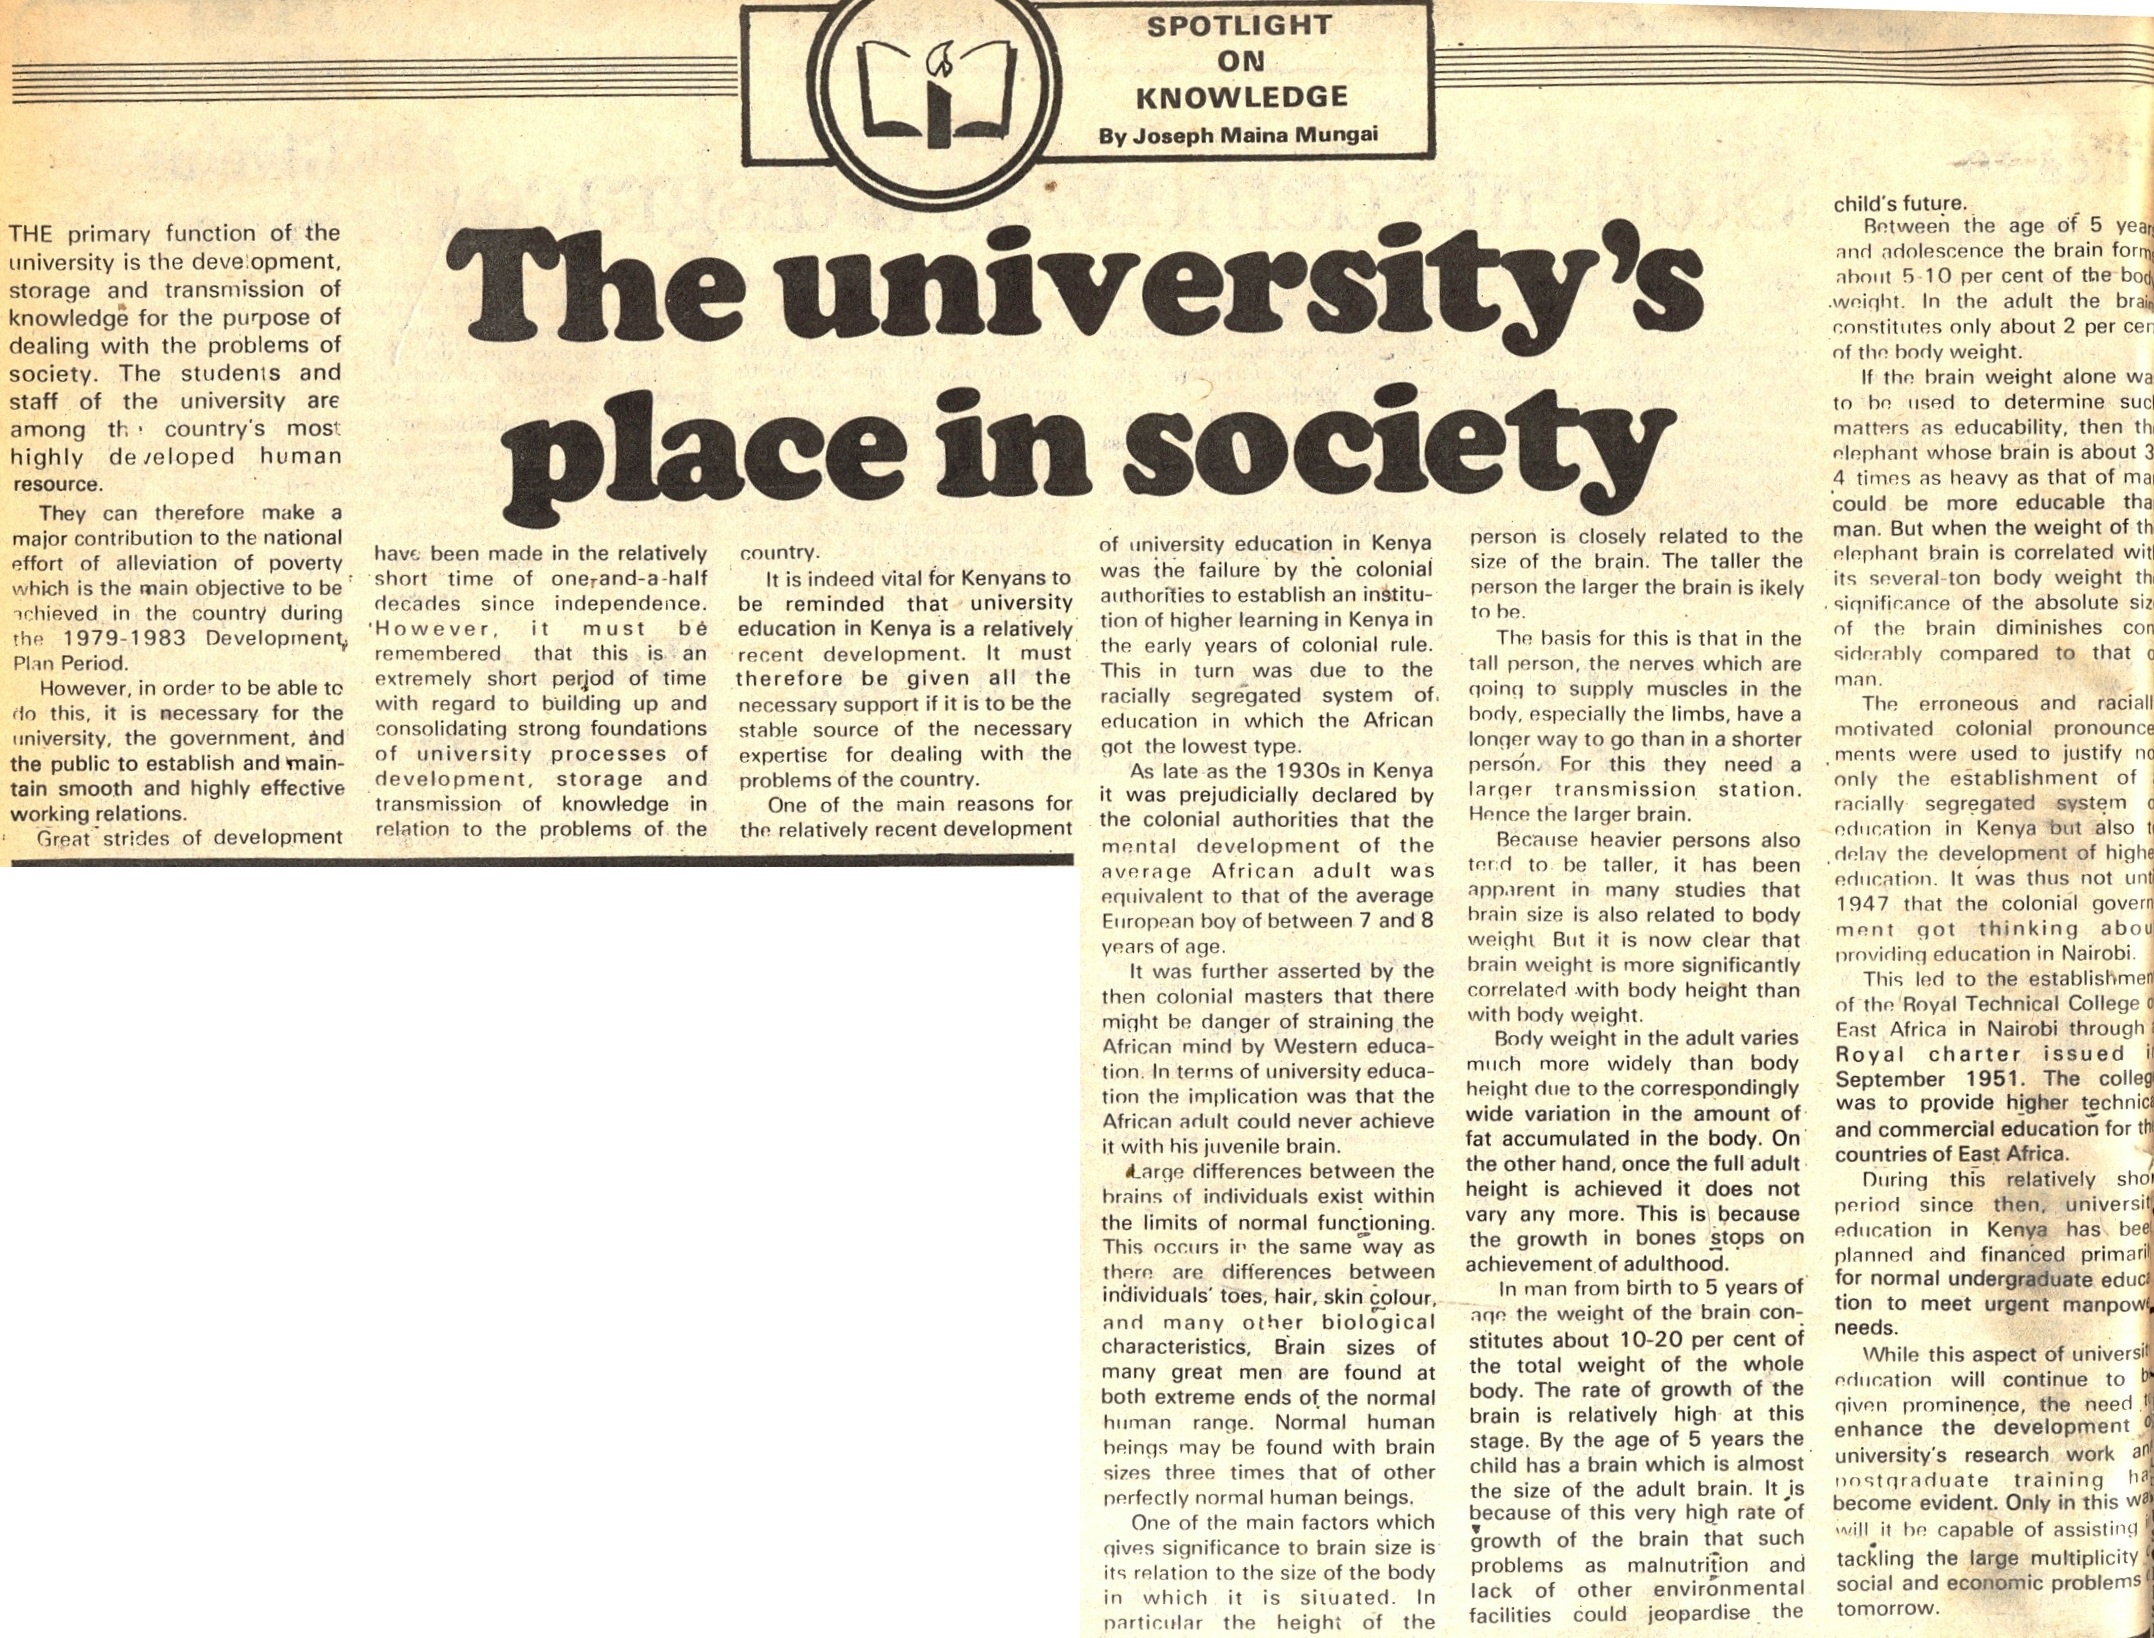 SPOTLIGHT
ON
KNOWLEDGE
By Joseph Maina Mungai
The university's
place in society
THE primary function of the
university is the development,
storage and transmission of
knowledge for the purpose of
dealing with the problems of
society. The students and
staff of the university are
among the country's most
highly developed human
resource.
They can therefore make a
major contribution to the national
effort of alleviation of poverty
which is the main objective to be
achieved in the country during
the 1979-1983 Development
Plan Period.
However, in order to be able to
do this, it is necessary for the
university, the government, and
the public to establish and main-
tain smooth and highly effective
working relations.
Great strides of development
have been made in the relatively
short time of one-and-a-half
decades since independence.
However, it must be
remembered that this is an
extremely short period of time
with regard to building up and
consolidating strong foundations
of university processes of
development, storage and
transmission of knowledge in
relation to the problems of the
country.
It is indeed vital for Kenyans to
be reminded that university
education in Kenya is a relatively
recent development. It must
therefore be given all the
necessary support if it is to be the
stable source of the necessary
expertise for dealing with the
problems of the country.
One of the main reasons for
the relatively recent development
of university education in Kenya
was the failure by the colonial
authorities to establish an institu-
tion of higher learning in Kenya in
the early years of colonial rule.
This in turn was due to the
racially segregated system of
education in which the African
got the lowest type.
As late as the 1930s in Kenya
it was prejudicially declared by
the colonial authorities that the
mental development of the
average African adult was
equivalent to that of the average
European boy of between 7 and 8
years of age.
It was further asserted by the
then colonial masters that there
might be danger of straining the
African mind by Western educa-
tion. In terms of university educa-
tion the implication was that the
African adult could never achieve
it with his juvenile brain.
Large differences between the
brains of individuals exist within
the limits of normal functioning.
This occurs in the same way as
there are differences between
individuals' toes, hair, skin colour,
and many other biological
characteristics, Brain sizes of
many great men are found at
both extreme ends of the normal
human range. Normal human
beings may be found with brain
sizes three times that of other
perfectly normal human beings.
One of the main factors which
gives significance to brain size is
its relation to the size of the body
in which it is situated. In
particular the height of the
person is closely related to the
size of the brain. The taller the
person the larger the brain is ikely
to be.
The basis for this is that in the
tall person, the nerves which are
going to supply muscles in the
body, especially the limbs, have a
longer way to go than in a shorter
person. For this they need a
larger transmission station.
Hence the larger brain.
Because heavier persons also
tend to be taller, it has been
apparent in many studies that
brain size is also related to body
weight But it is now clear that
brain weight is more significantly
correlated with body height than
with body weight.
Body weight in the adult varies
much more widely than body
height due to the correspondingly
wide variation in the amount of
fat accumulated in the body. On
the other hand, once the full adult
height is achieved it does not
vary any more. This is because
the growth in bones stops on
achievement of adulthood.
In man from birth to 5 years of
age the weight of the brain con-
stitutes about 10-20 per cent of
the total weight of the whole
body. The rate of growth of the
brain is relatively high at this
stage. By the age of 5 years the
child has a brain which is almost
the size of the adult brain. It is
because of this very high rate of
growth of the brain that such
problems as malnutrition and
lack of other environmental
facilities could jeopardise the
child's future.
Between the age of 5 year
and adolescence the brain form
about 5-10 per cent of the bod
weight. In the adult the brain
constitutes only about 2 per cen
of the body weight.
If the brain weight alone wa
to be used to determine suc
matters as educability, then th
elephant whose brain is about 3
4 times as heavy as that of ma
could be more educable tha
man. But when the weight of th
elephant brain is correlated wit
its several-ton body weight th
significance of the absolute siz
of the brain diminishes con
siderably compared to that o
man.
The erroneous and raciall
motivated colonial pronounce
ments were used to justify no
only the establishment of
racially segregated system o
education in Kenya but also t
delay the development of highe
education. It was thus not unt
1947 that the colonial govern
ment got thinking abou
providing education in Nairobi.
This led to the establishmen
of the Royal Technical College o
East Africa in Nairobi through
Royal charter issued i
September 1951. The colleg
was to provide higher technic
and commercial education for th
countries of East Africa.
During this relatively sho
period since then, universit
education in Kenya has bee
planned and financed primaril
for normal undergraduate educ
tion to meet urgent manpow
needs.
While this aspect of universit
education will continue to b
given prominence, the need t
enhance the development o
university's research work an
postgraduate training ha
become evident. Only in this wa
will it be capable of assisting i
tackling the large multiplicity
social and economic problems
tomorrow.